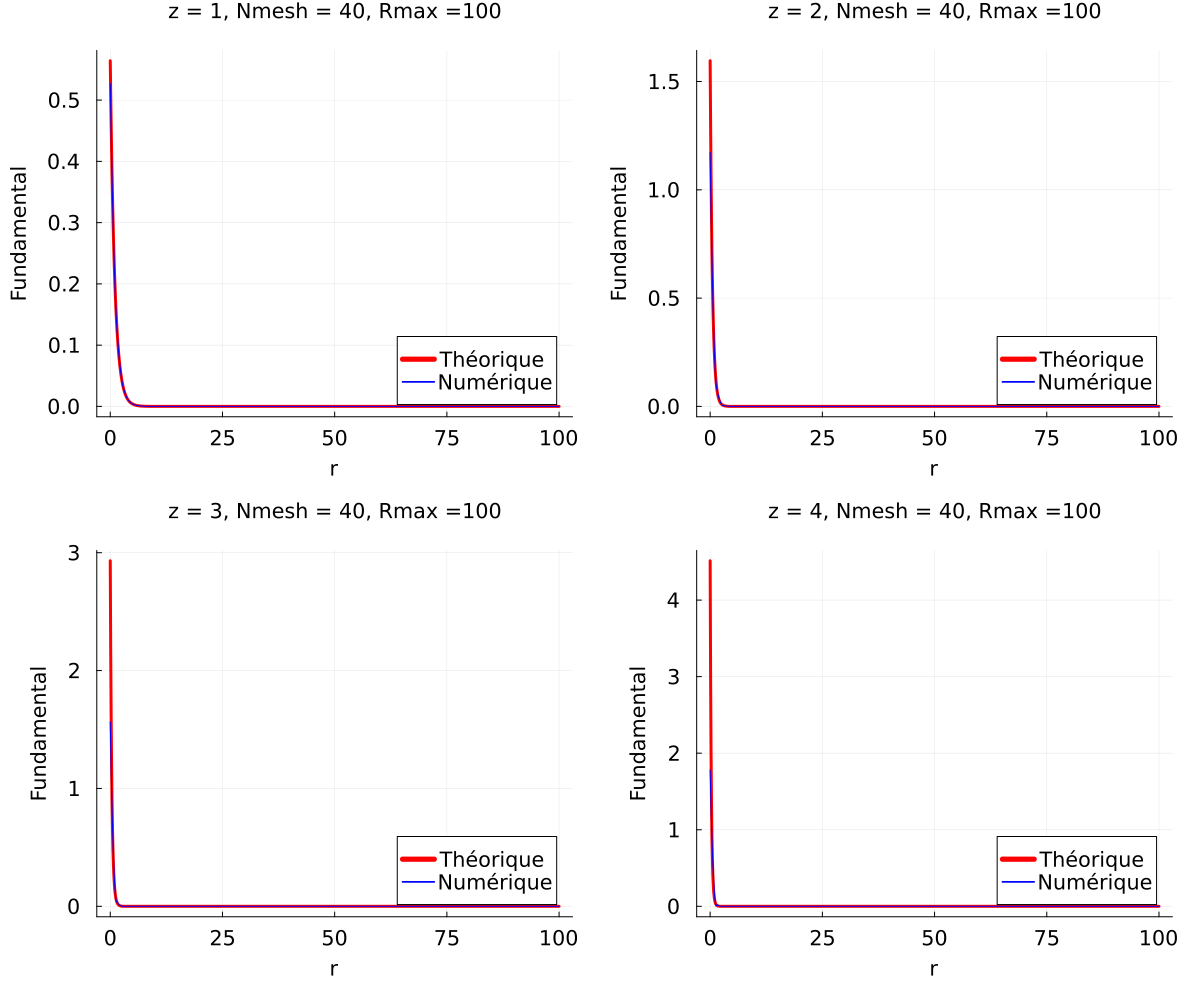 z = 1, Nmesh = 40, Rmax =100
Fundamental
0.5
0.4
0.3
0.2
0.1
0.0
Théorique
Numérique
0 25 50 75 100
r
z = 2, Nmesh = 40, Rmax =100
Fundamental
1.5
1.0
0.5
0.0
Théorique
Numérique
0 25 50 75 100
r
z = 3, Nmesh = 40, Rmax =100
Fundamental
3
2
1
0
Théorique
Numérique
0 25 50 75 100
r
z = 4, Nmesh = 40, Rmax =100
Fundamental
4
3
2
1
0
Théorique
Numérique
0 25 50 75 100
r